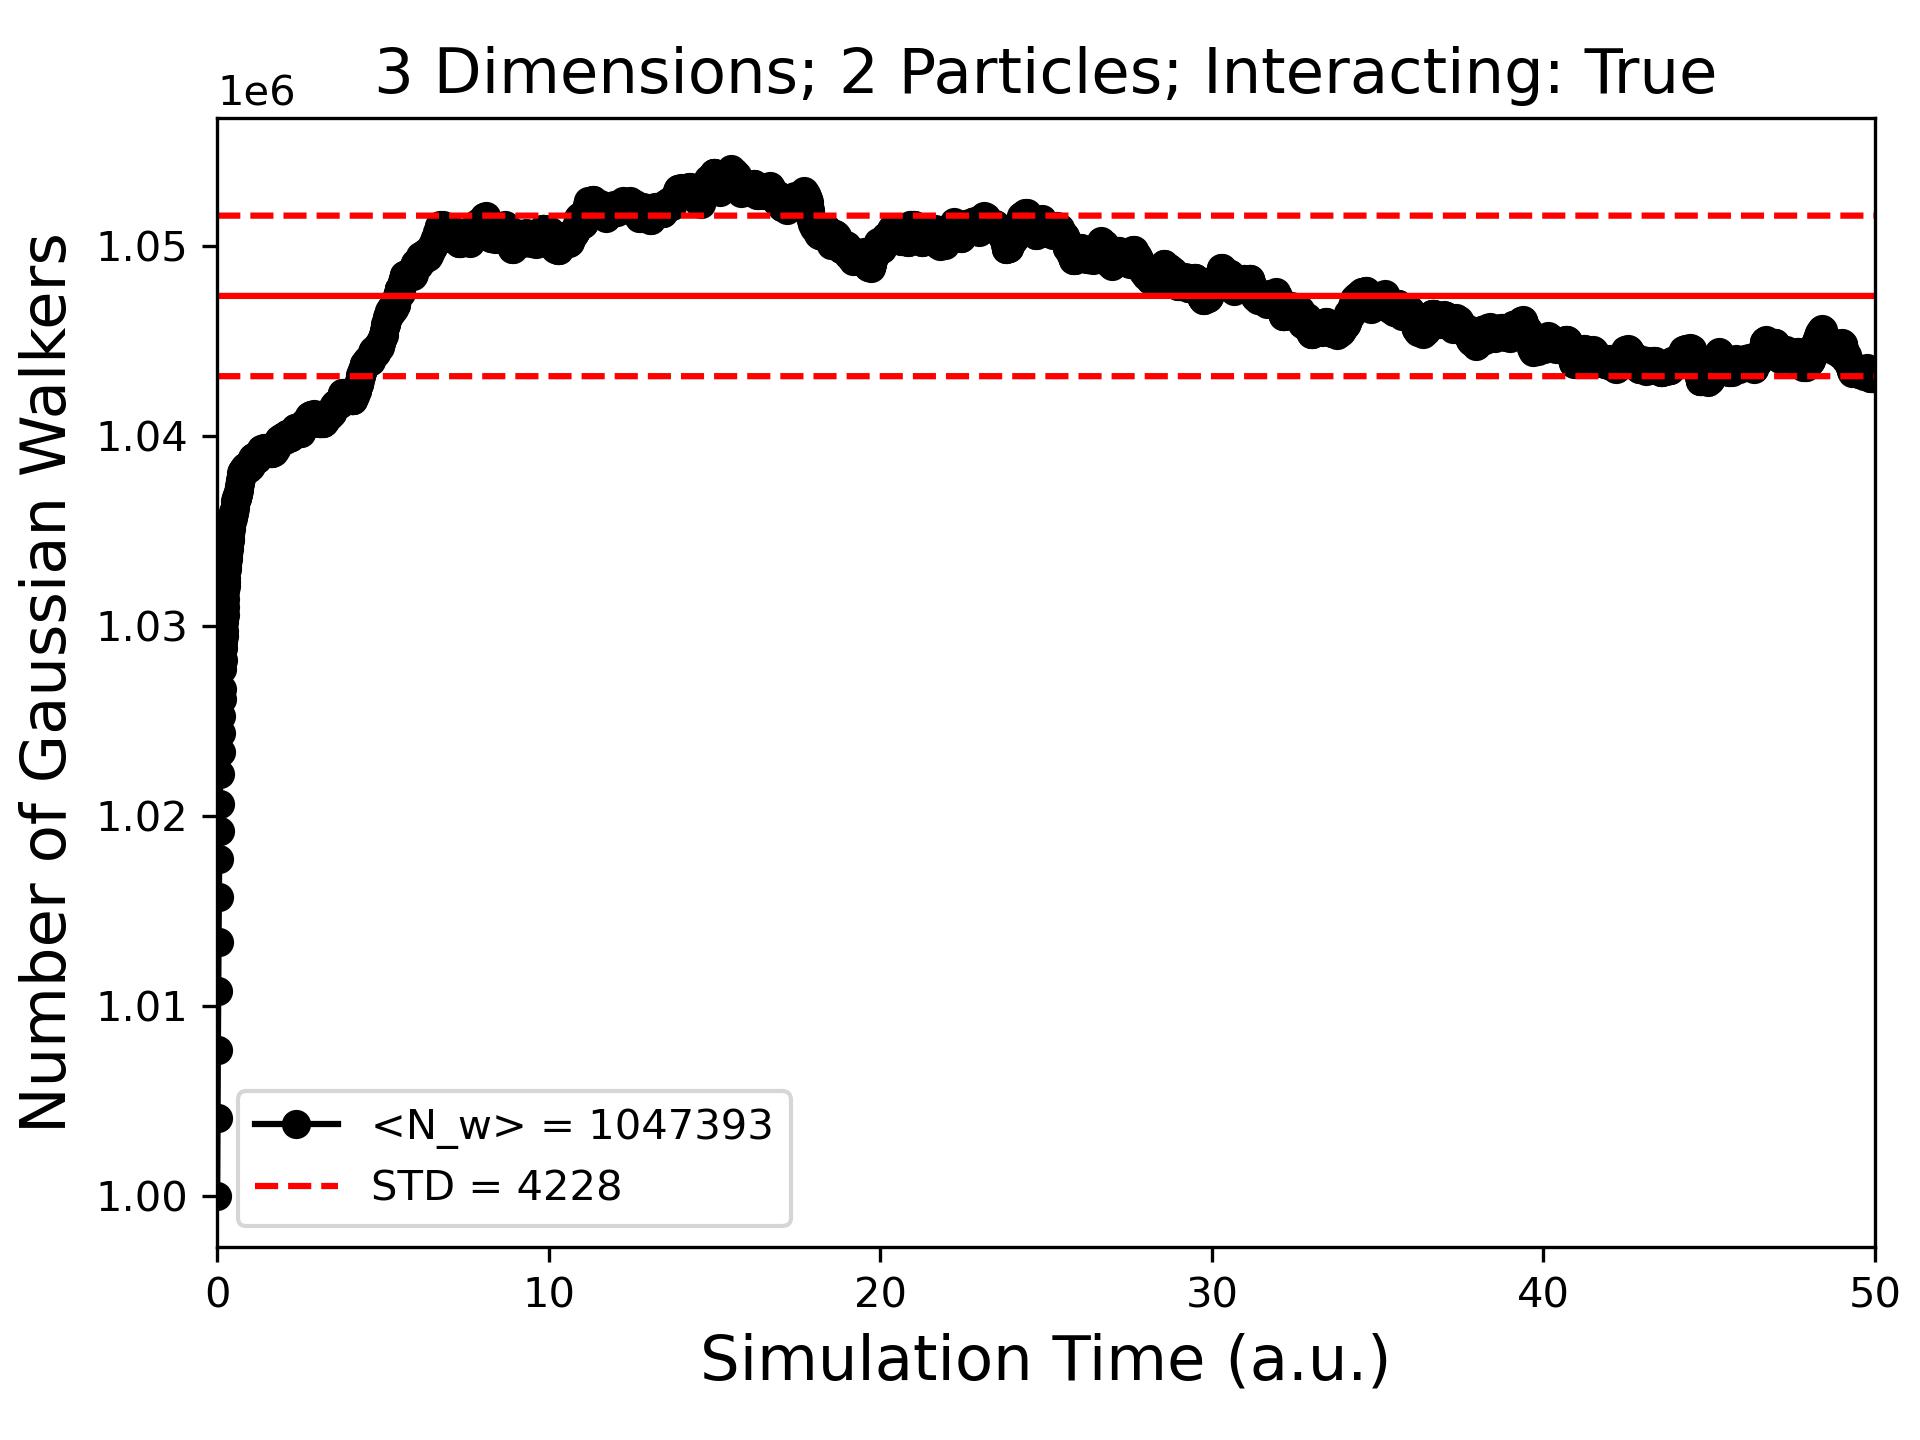 3 Dimensions; 2 Particles; Interacting: True
1e6
Number of Gaussian Walkers
1.05
1.04
1.03
1.02
1.01
1.00
<N_w> = 1047393
STD = 4228
0 10 20 30 40 50
Simulation Time (a.u.)